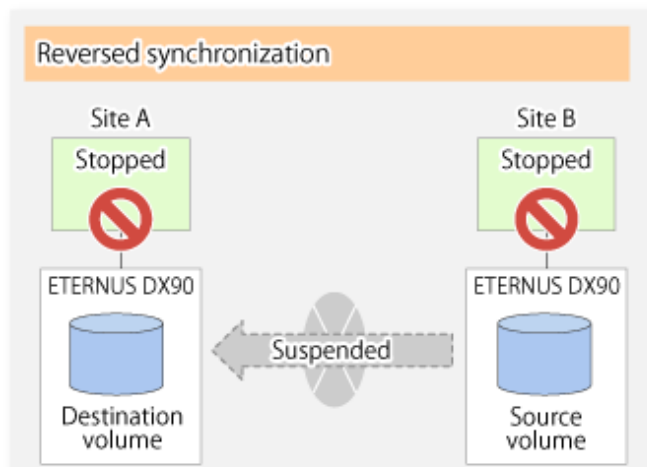 Reversed synchronization
Site A
Site B
Stopped
Stopped
ETERNUS DX90
ETERNUS DX90
Suspended
Destination
volume
Source
volume